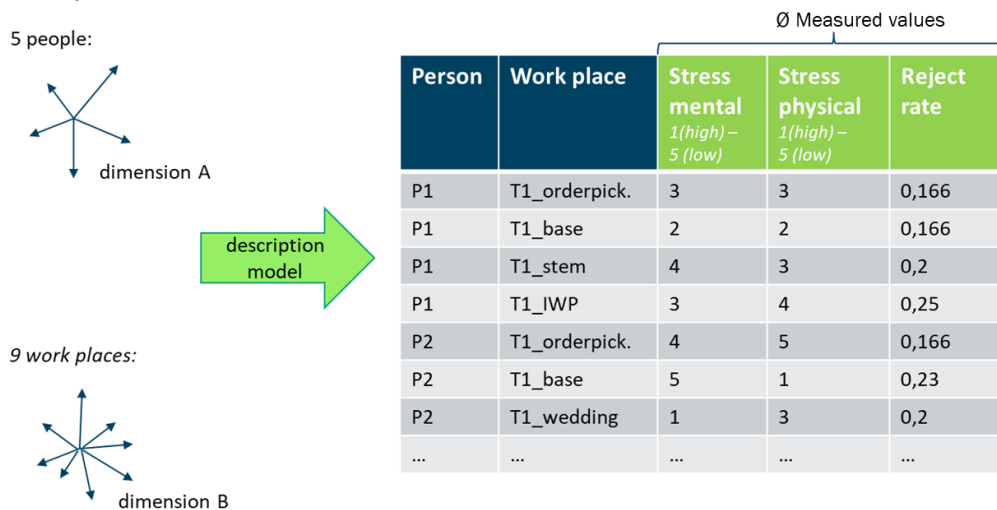 5 people:
dimension A
description
model
9 work places:
dimension B
Ø Measured values
Person Work place Stress mental 1(high) – 5 (low) Stress physical 1(high) – 5 (low) Reject rate
P1 T1_orderpick. 3 3 0,166
P1 T1_base 2 2 0,166
P1 T1_stem 4 3 0,2
P1 T1_IWP 3 4 0,25
P2 T1_orderpick. 4 5 0,166
P2 T1_base 5 1 0,23
P2 T1_wedding 1 3 0,2
... ... ... ... ...